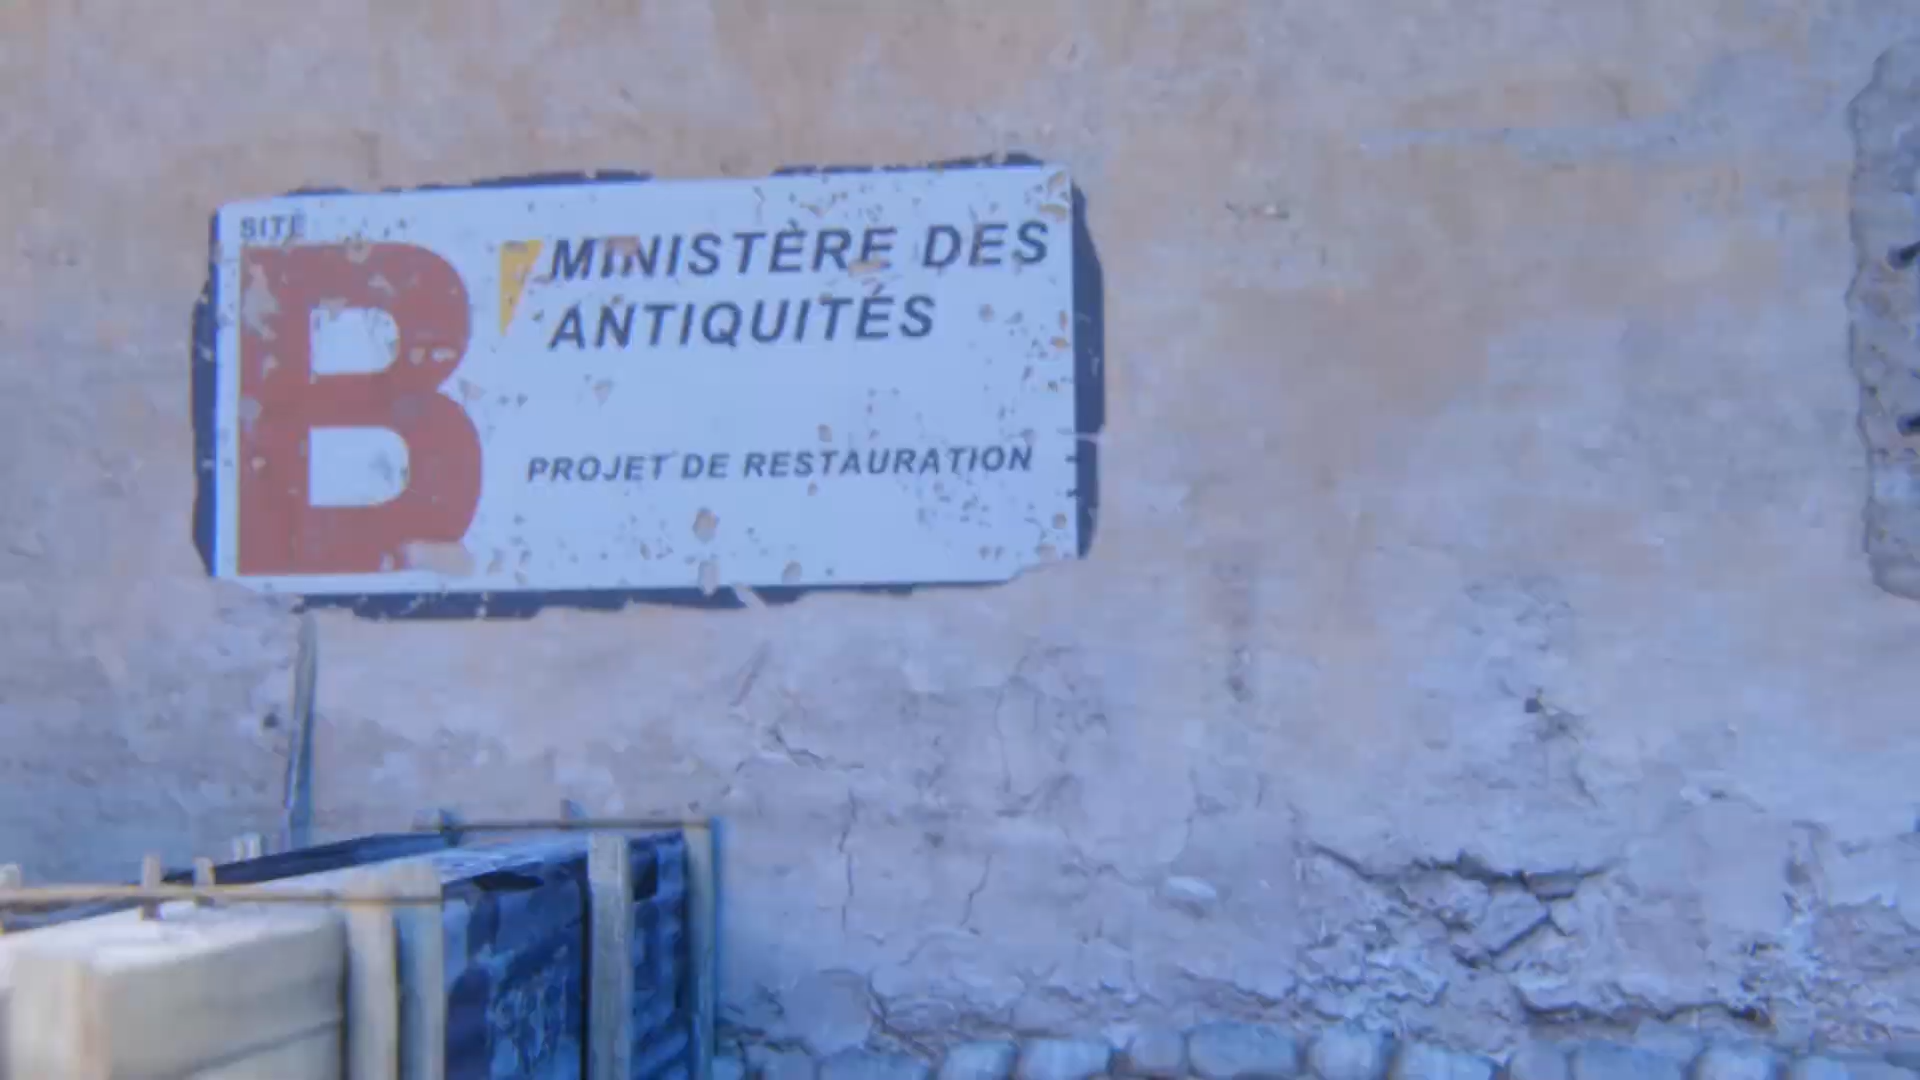 SITE
B
MINISTÈRE DES
ANTIQUITÉS
PROJET DE RESTAURATION